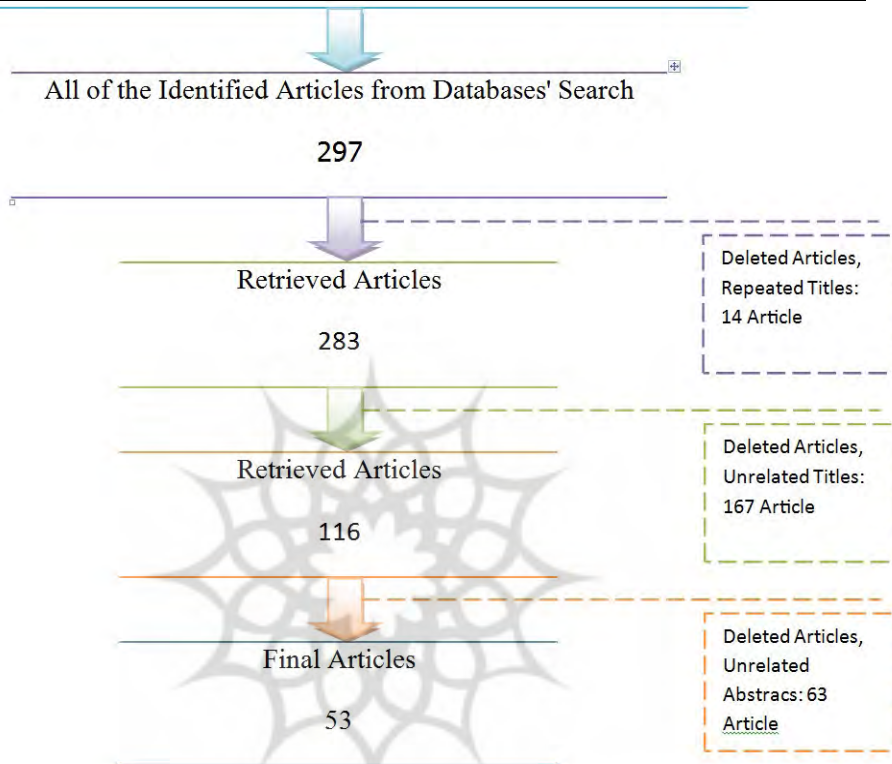 All of the Identified Articles from Databases' Search
297
Deleted Articles,
Repeated Titles:
14 Article
Retrieved Articles
283
Deleted Articles,
Unrelated Titles:
167 Article
Retrieved Articles
116
Deleted Articles,
Unrelated
Abstracs: 63
Article
Final Articles
53